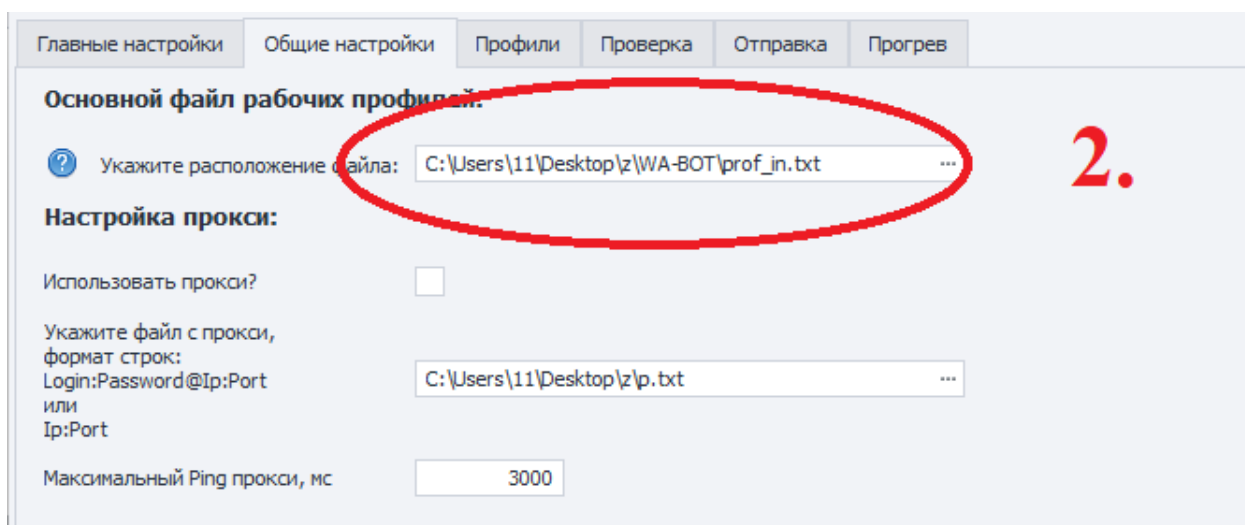 Главные настройки Общие настройки Профили Проверка Отправка Прогрев
Основной файл рабочих профилей:
Укажите расположение файла: C:\Users\11\Desktop\z\WA-BOT\prof_in.txt ...
2.
Настройка прокси:
Использовать прокси?
Укажите файл с прокси,
формат строк:
Login:Password@Ip:Port
C:\Users\11\Desktop\z\p.txt ...
или
Ip:Port
Максимальный Ping прокси, мс 3000